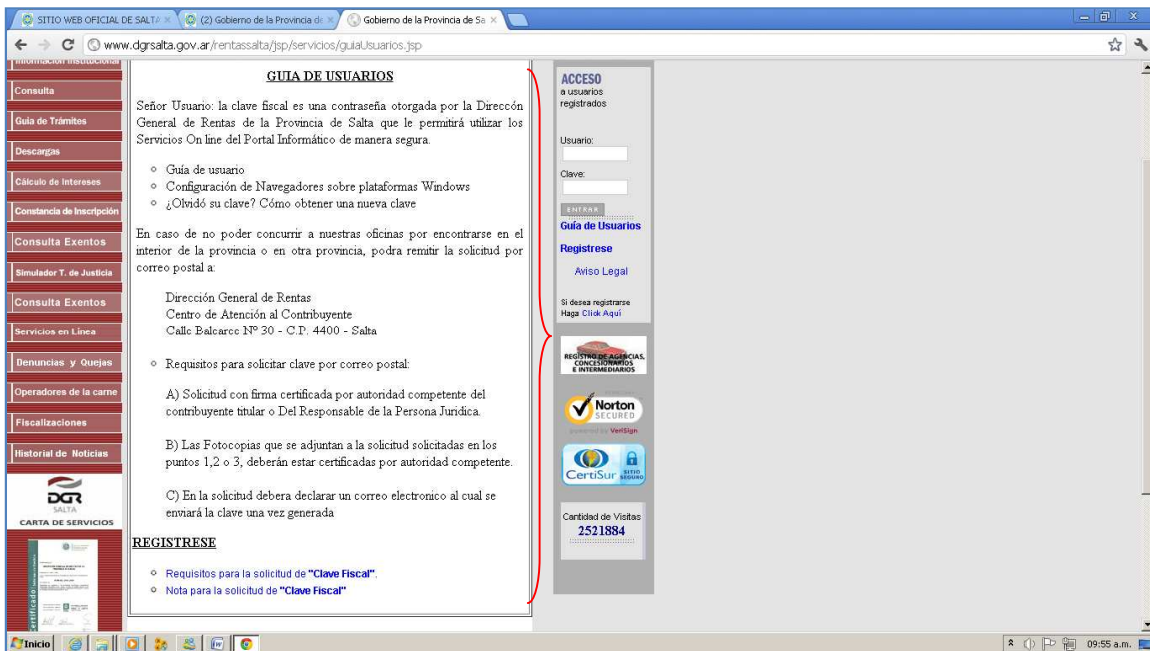 SITIO WEB OFICIAL DE SALTA
(2) Gobierno de la Provincia de
Gobierno de la Provincia de Sa
www.dgrsalta.gov.ar/rentassalta/jsp/servicios/guiaUsuarios.jsp
Información Institucional
Consulta
Guia de Trámites
Descargas
Cálculo de Intereses
Constancia de Inscripción
Consulta Exentos
Simulador T. de Justicia
Consulta Exentos
Servicios en Línea
Denuncias y Quejas
Operadores de la carne
Fiscalizaciones
Historial de Noticias
DGR
SALTA
CARTA DE SERVICIOS
Certificado
GUIA DE USUARIOS
Señor Usuario: la clave fiscal es una contraseña otorgada por la Direccón
General de Rentas de la Provincia de Salta que le permitirá utilizar los
Servicios On line del Portal Informático de manera segura.
Guía de usuario
Configuración de Navegadores sobre plataformas Windows
¿Olvidó su clave? Cómo obtener una nueva clave
En caso de no poder concurrir a nuestras oficinas por encontrarse en el
interior de la provincia o en otra provincia, podra remitir la solicitud por
correo postal a:
Dirección General de Rentas
Centro de Atención al Contribuyente
Calle Balcarce Nº 30 - C.P. 4400 - Salta
Requisitos para solicitar clave por correo postal:
A) Solicitud con firma certificada por autoridad competente del
contribuyente titular o Del Responsable de la Persona Juridica.
B) Las Fotocopias que se adjuntan a la solicitud solicitadas en los
puntos 1,2 o 3, deberán estar certificadas por autoridad competente.
C) En la solicitud debera declarar un correo electronico al cual se
enviará la clave una vez generada
REGISTRESE
Requisitos para la solicitud de "Clave Fiscal".
Nota para la solicitud de "Clave Fiscal"
ACCESO
a usuarios
registrados
Usuario:
Clave:
ENTRAR
Guía de Usuarios
Registrese
Aviso Legal
Si desea registrarse
Haga Click Aquí
REGISTRO DE AGENCIAS,
CONCESIONARIOS
E INTERMEDIARIOS
Norton
SECURED
powered by VeriSign
CertiSur SITIO
SEGURO
Cantidad de Visitas
2521884
Inicio
09:55 a.m.